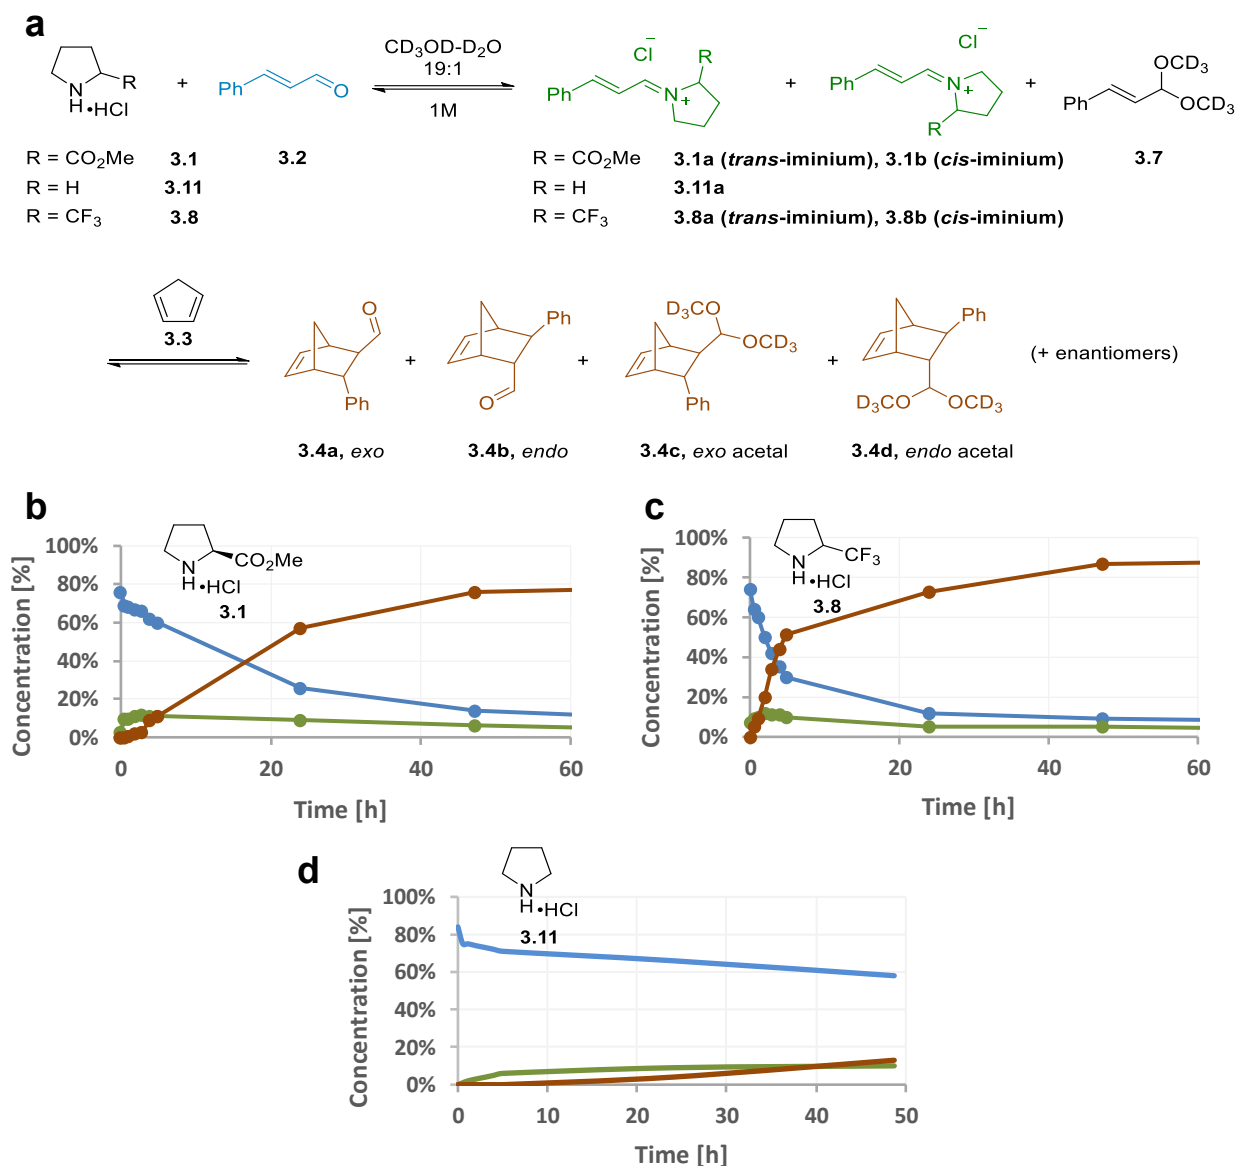 a
N
H
•HCl
R
+
Ph
O
CD₃OD-D₂O
19:1
1M
Cl⁻
R
Ph
N⁺
+
Cl⁻
Ph
N⁺
R
+
OCD₃
Ph
OCD₃
R = CO₂Me 3.1 3.2 R = CO₂Me 3.1a (trans-iminium), 3.1b (cis-iminium) 3.7
R = H 3.11 R = H 3.11a
R = CF₃ 3.8 R = CF₃ 3.8a (trans-iminium), 3.8b (cis-iminium)
3.3
O
Ph
+
Ph
O
+
D₃CO
OCD₃
Ph
+
Ph
D₃CO OCD₃
(+ enantiomers)
3.4a, exo 3.4b, endo 3.4c, exo acetal 3.4d, endo acetal
b
N
H
•HCl
CO₂Me
3.1
Concentration [%]
100%
80%
60%
40%
20%
0%
0 20 40 60
Time [h]
c
N
H
•HCl
CF₃
3.8
Concentration [%]
100%
80%
60%
40%
20%
0%
0 20 40 60
Time [h]
d
N
H
•HCl
3.11
Concentration [%]
100%
80%
60%
40%
20%
0%
0 10 20 30 40 50
Time [h]